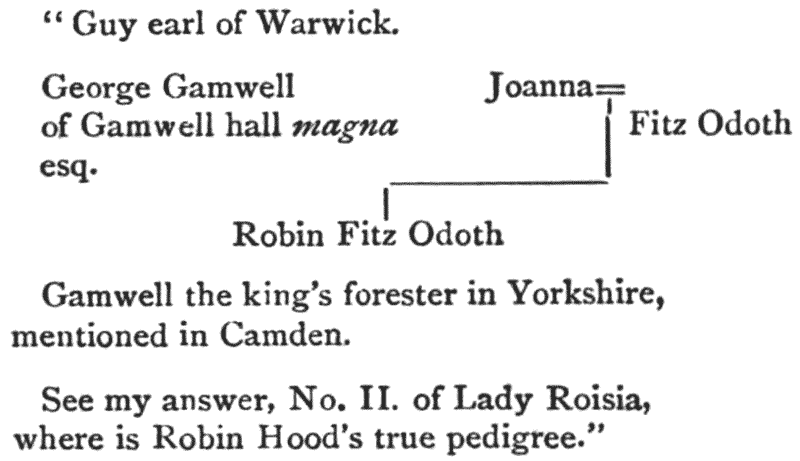 “ Guy earl of Warwick.
George Gamwell
of Gamwell hall magna
esq.
Joanna=
Fitz Odoth
Robin Fitz Odoth
Gamwell the king’s forester in Yorkshire,
mentioned in Camden.
See my answer, No. II. of Lady Roisia,
where is Robin Hood’s true pedigree.”